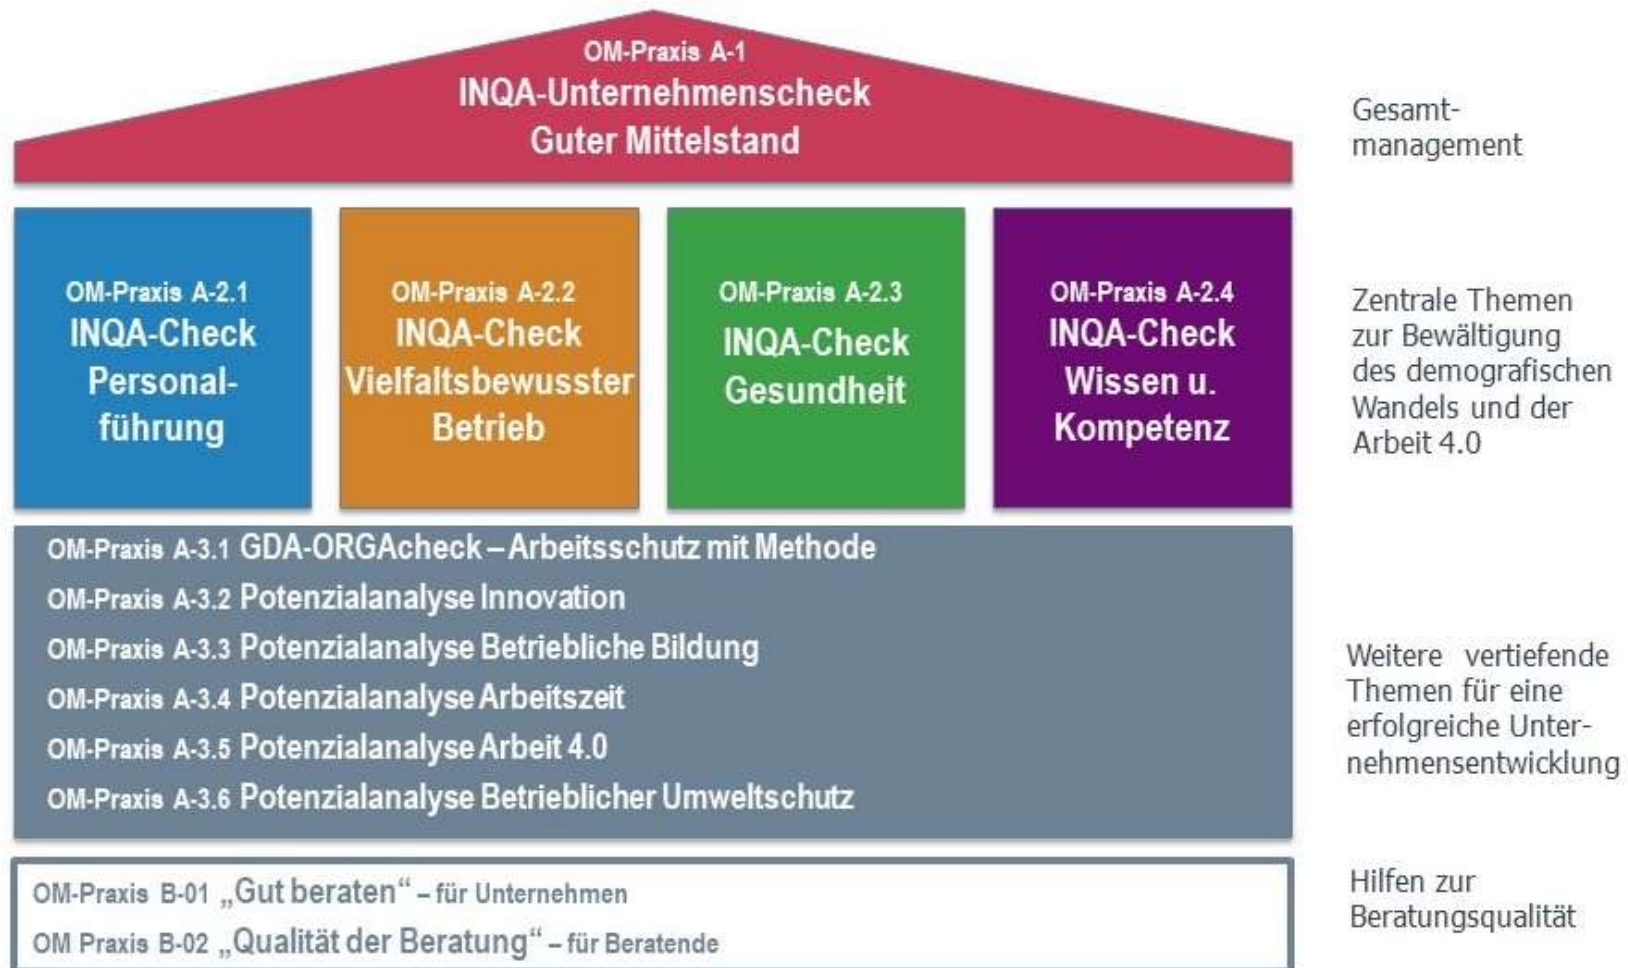 OM-Praxis A-1
INQA-Unternehmenscheck
Guter Mittelstand
Gesamt-
management
OM-Praxis A-2.1
INQA-Check
Personal-
führung
OM-Praxis A-2.2
INQA-Check
Vielfaltsbewusster
Betrieb
OM-Praxis A-2.3
INQA-Check
Gesundheit
OM-Praxis A-2.4
INQA-Check
Wissen u.
Kompetenz
Zentrale Themen
zur Bewältigung
des demografischen
Wandels und der
Arbeit 4.0
OM-Praxis A-3.1 GDA-ORGAcheck – Arbeitsschutz mit Methode
OM-Praxis A-3.2 Potenzialanalyse Innovation
OM-Praxis A-3.3 Potenzialanalyse Betriebliche Bildung
OM-Praxis A-3.4 Potenzialanalyse Arbeitszeit
OM-Praxis A-3.5 Potenzialanalyse Arbeit 4.0
OM-Praxis A-3.6 Potenzialanalyse Betrieblicher Umweltschutz
Weitere vertiefende
Themen für eine
erfolgreiche Unter-
nehmensentwicklung
OM-Praxis B-01 „Gut beraten“ – für Unternehmen
OM Praxis B-02 „Qualität der Beratung“ – für Beratende
Hilfen zur
Beratungsqualität